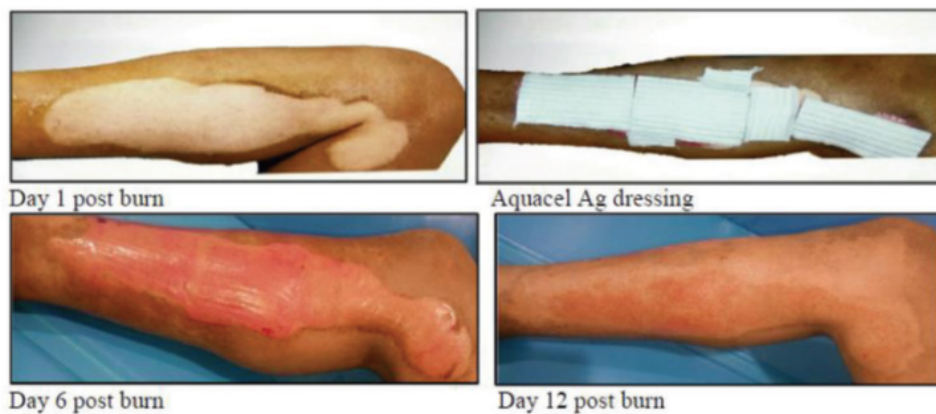 Day 1 post burn
Aquacel Ag dressing
Day 6 post burn
Day 12 post burn